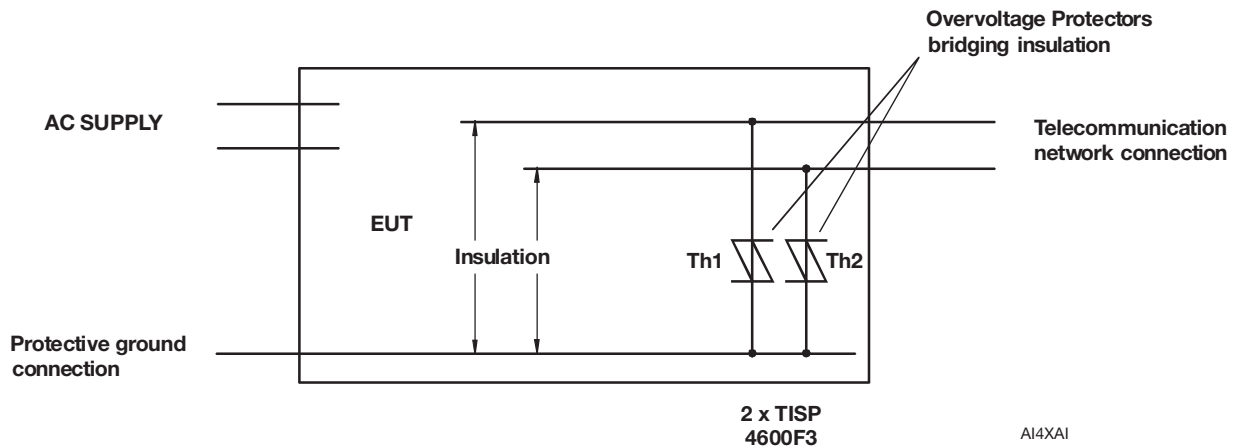 Overvoltage Protectors
bridging insulation
AC SUPPLY
Telecommunication
network connection
EUT
Insulation
Th1
Th2
Protective ground
connection
2 x TISP
4600F3
AI4XAI